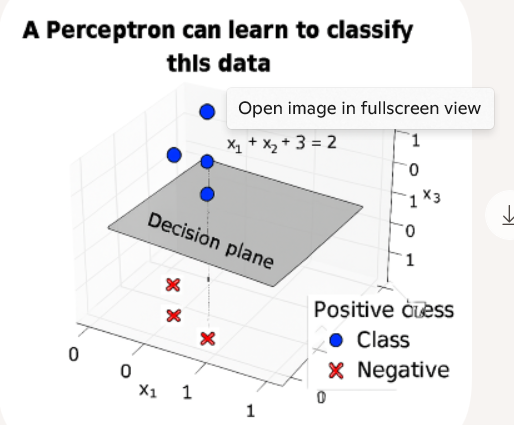 A Perceptron can learn to classify
this data
Open image in fullscreen view
x₁ + x₂ + 3 = 2
1
0
1 x₃
0
1
Decision plane
Positive
Class
Negative
0
0
x₁ 1
1
0